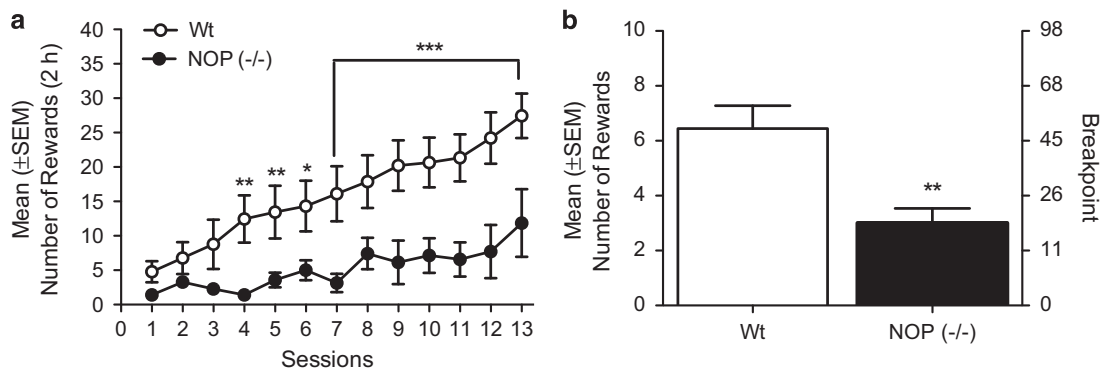 a
Wt
NOP (-/-)
Mean (±SEM)
Number of Rewards (2 h)
40
35
30
25
20
15
10
5
0
***
**
**
*
0 1 2 3 4 5 6 7 8 9 10 11 12 13
Sessions
b
Mean (±SEM)
Number of Rewards
10
8
6
4
2
0
**
98
68
45
26
11
0
Breakpoint
Wt
NOP (-/-)